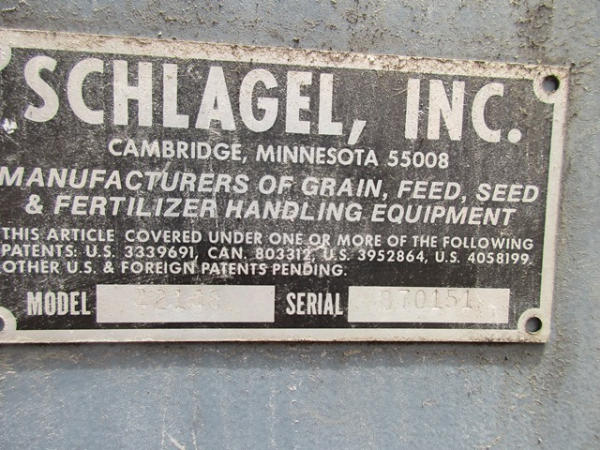 SCHLAGEL, INC.
CAMBRIDGE, MINNESOTA 55008
MANUFACTURERS OF GRAIN, FEED, SEED
& FERTILIZER HANDLING EQUIPMENT
THIS ARTICLE COVERED UNDER ONE OR MORE OF THE FOLLOWING
PATENTS: U.S. 3339691, CAN. 803312, U.S. 3952864, U.S. 4058199,
OTHER U.S. & FOREIGN PATENTS PENDING.
MODEL SERIAL